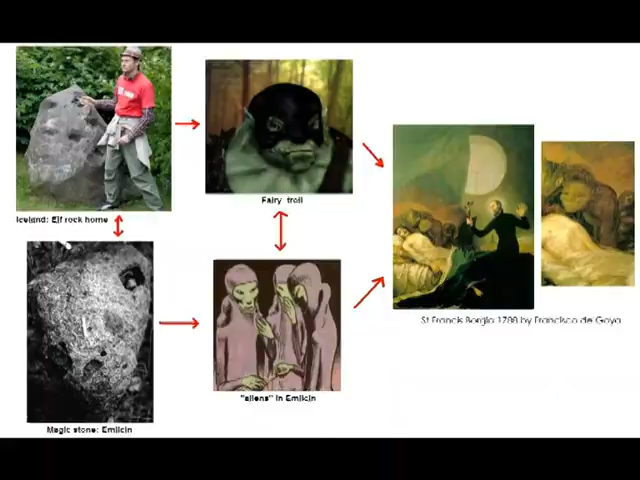 Iceland: Elf rock home
Fairy troll
St Francis Borgia 1788 by Francisco de Goya
"aliens" in Emilcin
Magic stone: Emilcin